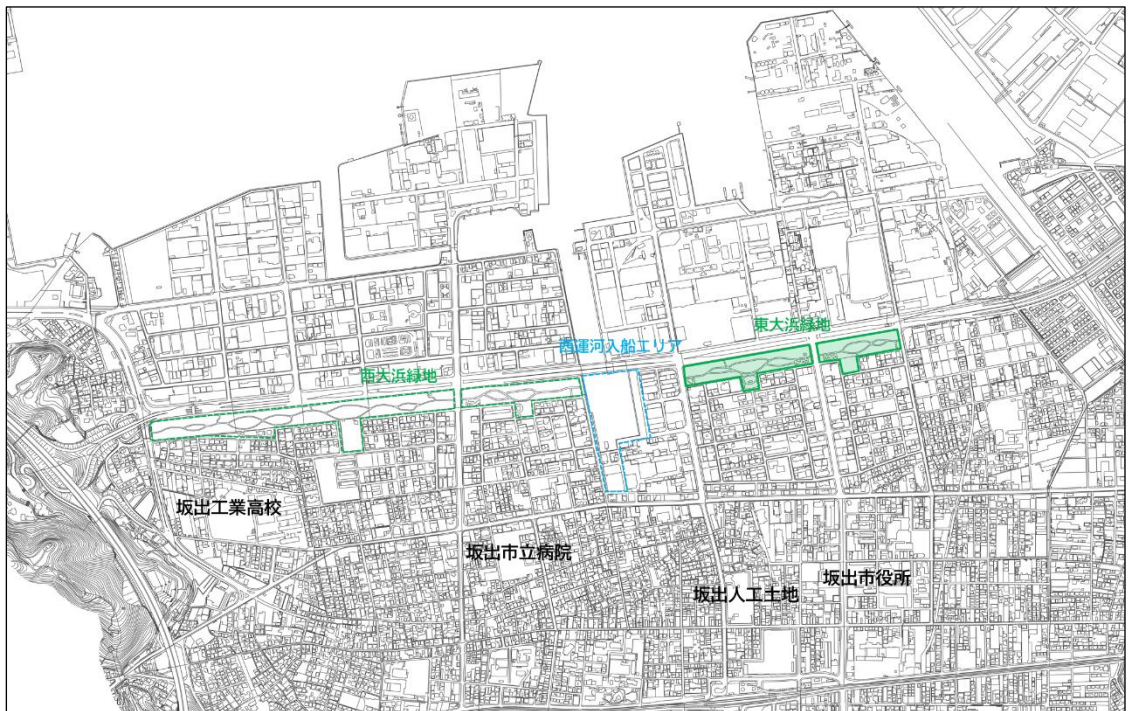 東大浜緑地
西運河入船エリア
西大浜緑地
坂出工業高校
坂出市立病院
坂出人工土地
坂出市役所